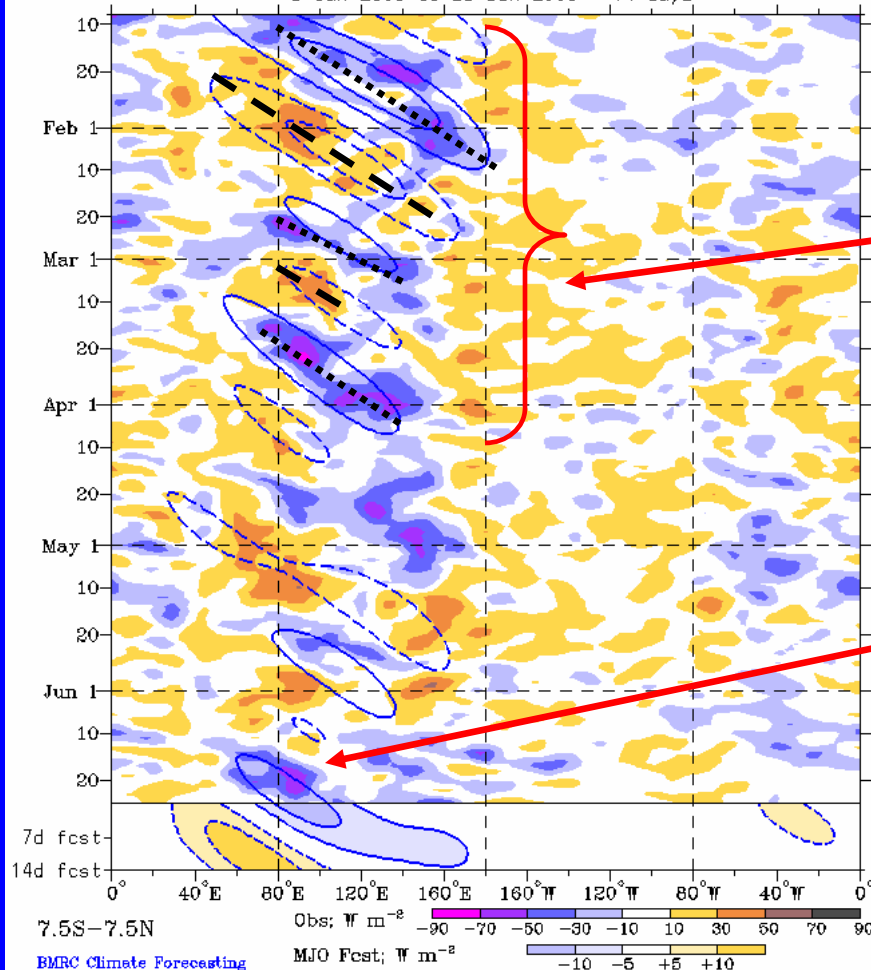 10
20
Feb 1
10
20
Mar 1
10
20
Apr 1
10
20
May 1
10
20
Jun 1
10
20
7d fcst
14d fcst
0° 40°E 80°E 120°E 160°E 160°W 120°W 80°W 40°W 0°
7.5S-7.5N
Obs; W m⁻²
-90 -70 -50 -30 -10 10 30 50 70 90
BMRC Climate Forecasting
MJO Fcst; W m⁻²
-10 -5 +5 +10